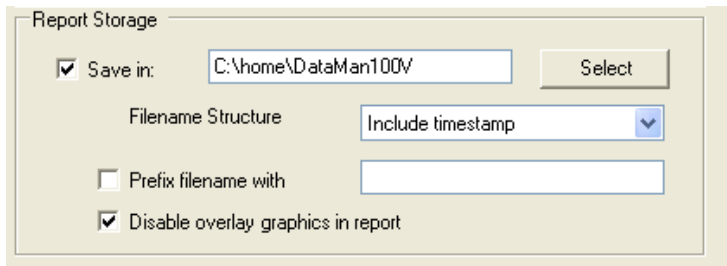 Report Storage
Save in: C:\home\DataMan100V Select
Filename Structure Include timestamp
Prefix filename with
Disable overlay graphics in report